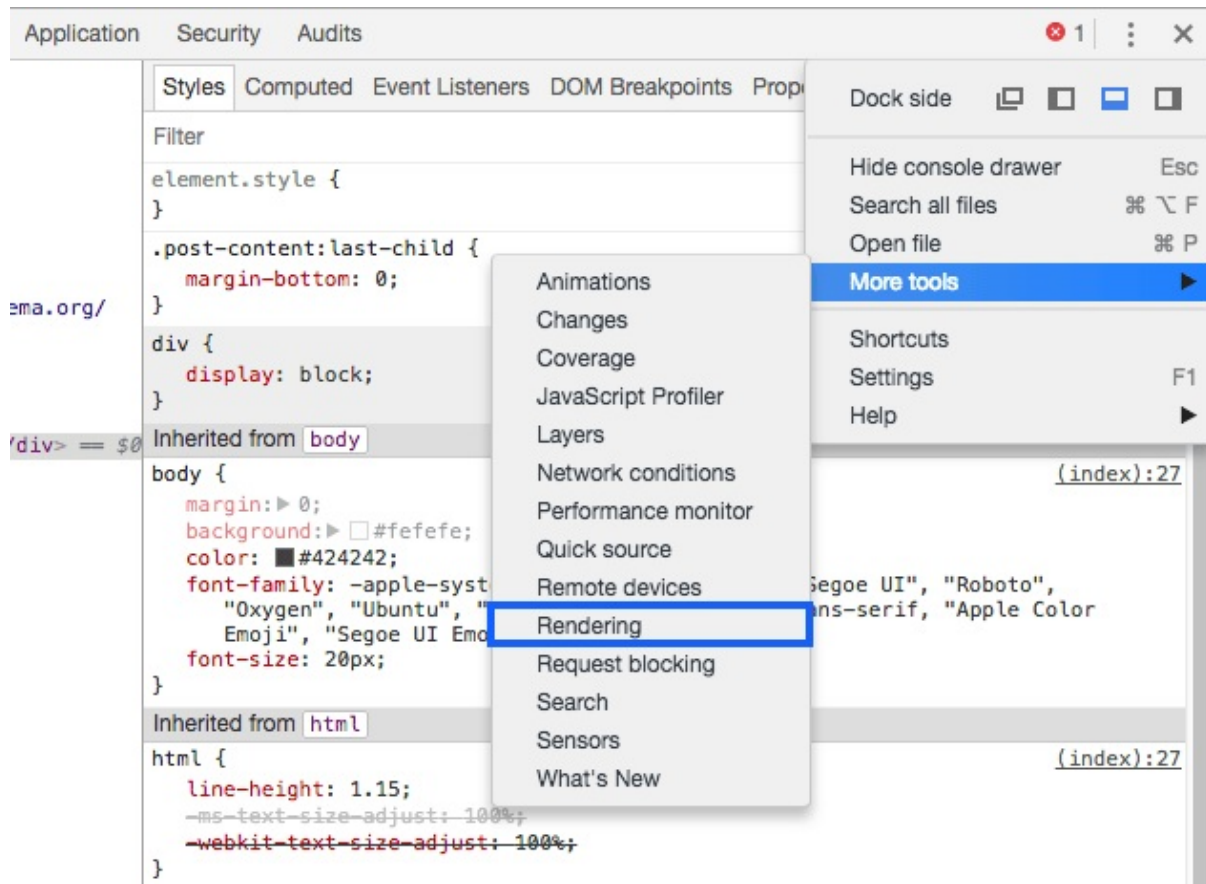 Application Security Audits 1
Styles Computed Event Listeners DOM Breakpoints Prop
Dock side
Filter
Hide console drawer Esc
Search all files ⌘ ⌥ F
Open file ⌘ P
More tools ▶
Shortcuts
Settings F1
Help ▶
element.style {
}
.post-content:last-child {
margin-bottom: 0;
}
ema.org/
div {
display: block;
}
/div> == $0
Inherited from body
body { (index):27
margin:▶ 0;
background:▶ #fefefe;
color: #424242;
font-family: -apple-syst Segoe UI", "Roboto",
"Oxygen", "Ubuntu", " ns-serif, "Apple Color
Emoji", "Segoe UI Emo
font-size: 20px;
}
Inherited from html
html { (index):27
line-height: 1.15;
-ms-text-size-adjust: 100%;
-webkit-text-size-adjust: 100%;
}
Animations
Changes
Coverage
JavaScript Profiler
Layers
Network conditions
Performance monitor
Quick source
Remote devices
Rendering
Request blocking
Search
Sensors
What's New